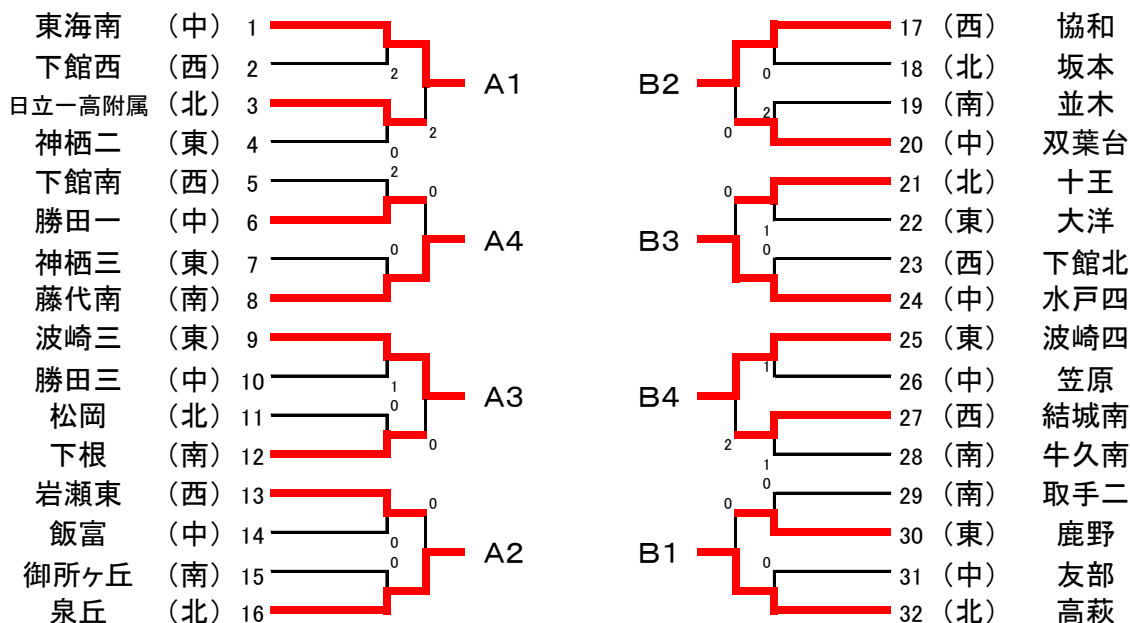 東海南 （中） 1
下館西 （西） 2
2
日立一高附属 （北） 3
A1
神栖二 （東） 4
0
2
下館南 （西） 5
2
0
勝田一 （中） 6
神栖三 （東） 7
0
A4
藤代南 （南） 8
波崎三 （東） 9
勝田三 （中） 10
1
A3
松岡 （北） 11
0
下根 （南） 12
0
岩瀬東 （西） 13
0
飯富 （中） 14
0
御所ヶ丘 （南） 15
0
A2
泉丘 （北） 16
17 （西） 協和
B2
0
18 （北） 坂本
2
19 （南） 並木
0
20 （中） 双葉台
0
21 （北） 十王
1
22 （東） 大洋
B3
0
23 （西） 下館北
24 （中） 水戸四
25 （東） 波崎四
1
26 （中） 笠原
B4
27 （西） 結城南
2
1
28 （南） 牛久南
0
29 （南） 取手二
0
30 （東） 鹿野
B1
0
31 （中） 友部
32 （北） 高萩